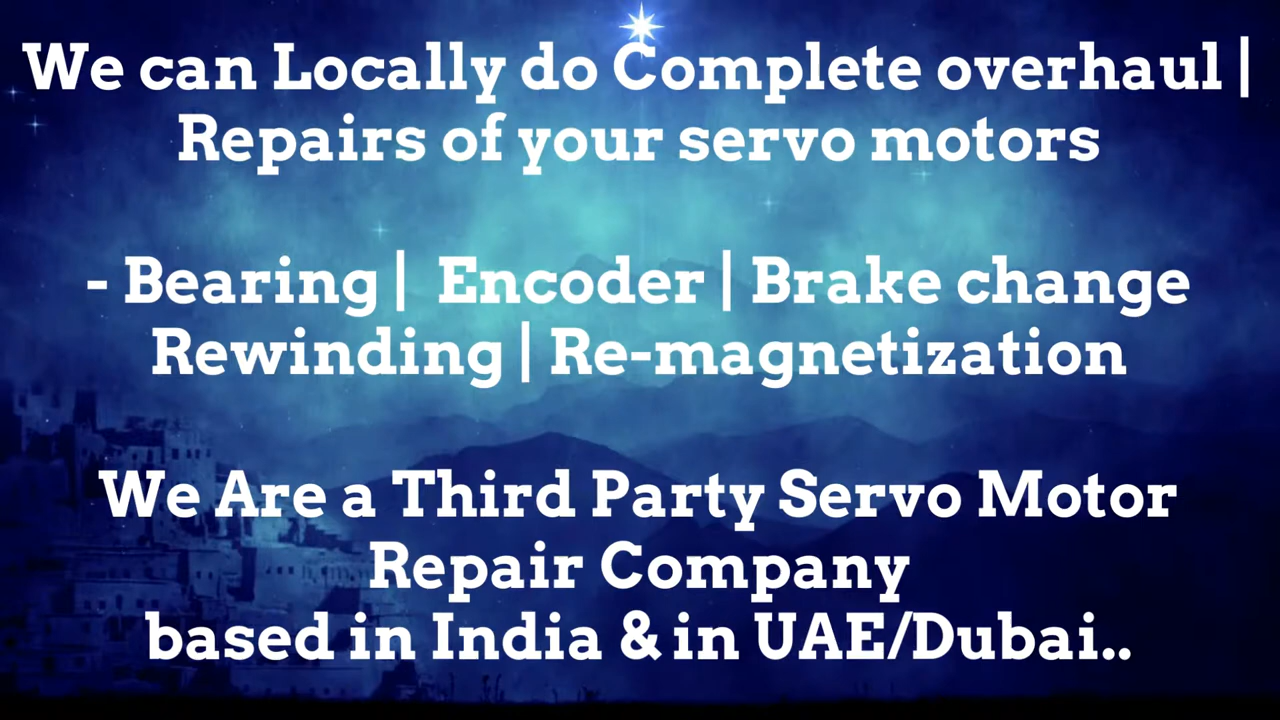 We can Locally do Complete overhaul |
Repairs of your servo motors
- Bearing | Encoder | Brake change
Rewinding | Re-magnetization
We Are a Third Party Servo Motor
Repair Company
based in India & in UAE/Dubai..